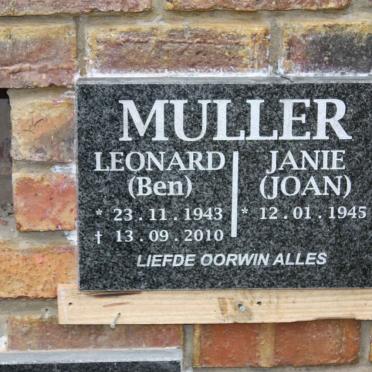 MULLER
LEONARD JANIE
(Ben) (JOAN)
* 23 . 11 . 1943 * 12 . 01 . 1945
† 13 . 09 . 2010
LIEFDE OORWIN ALLES